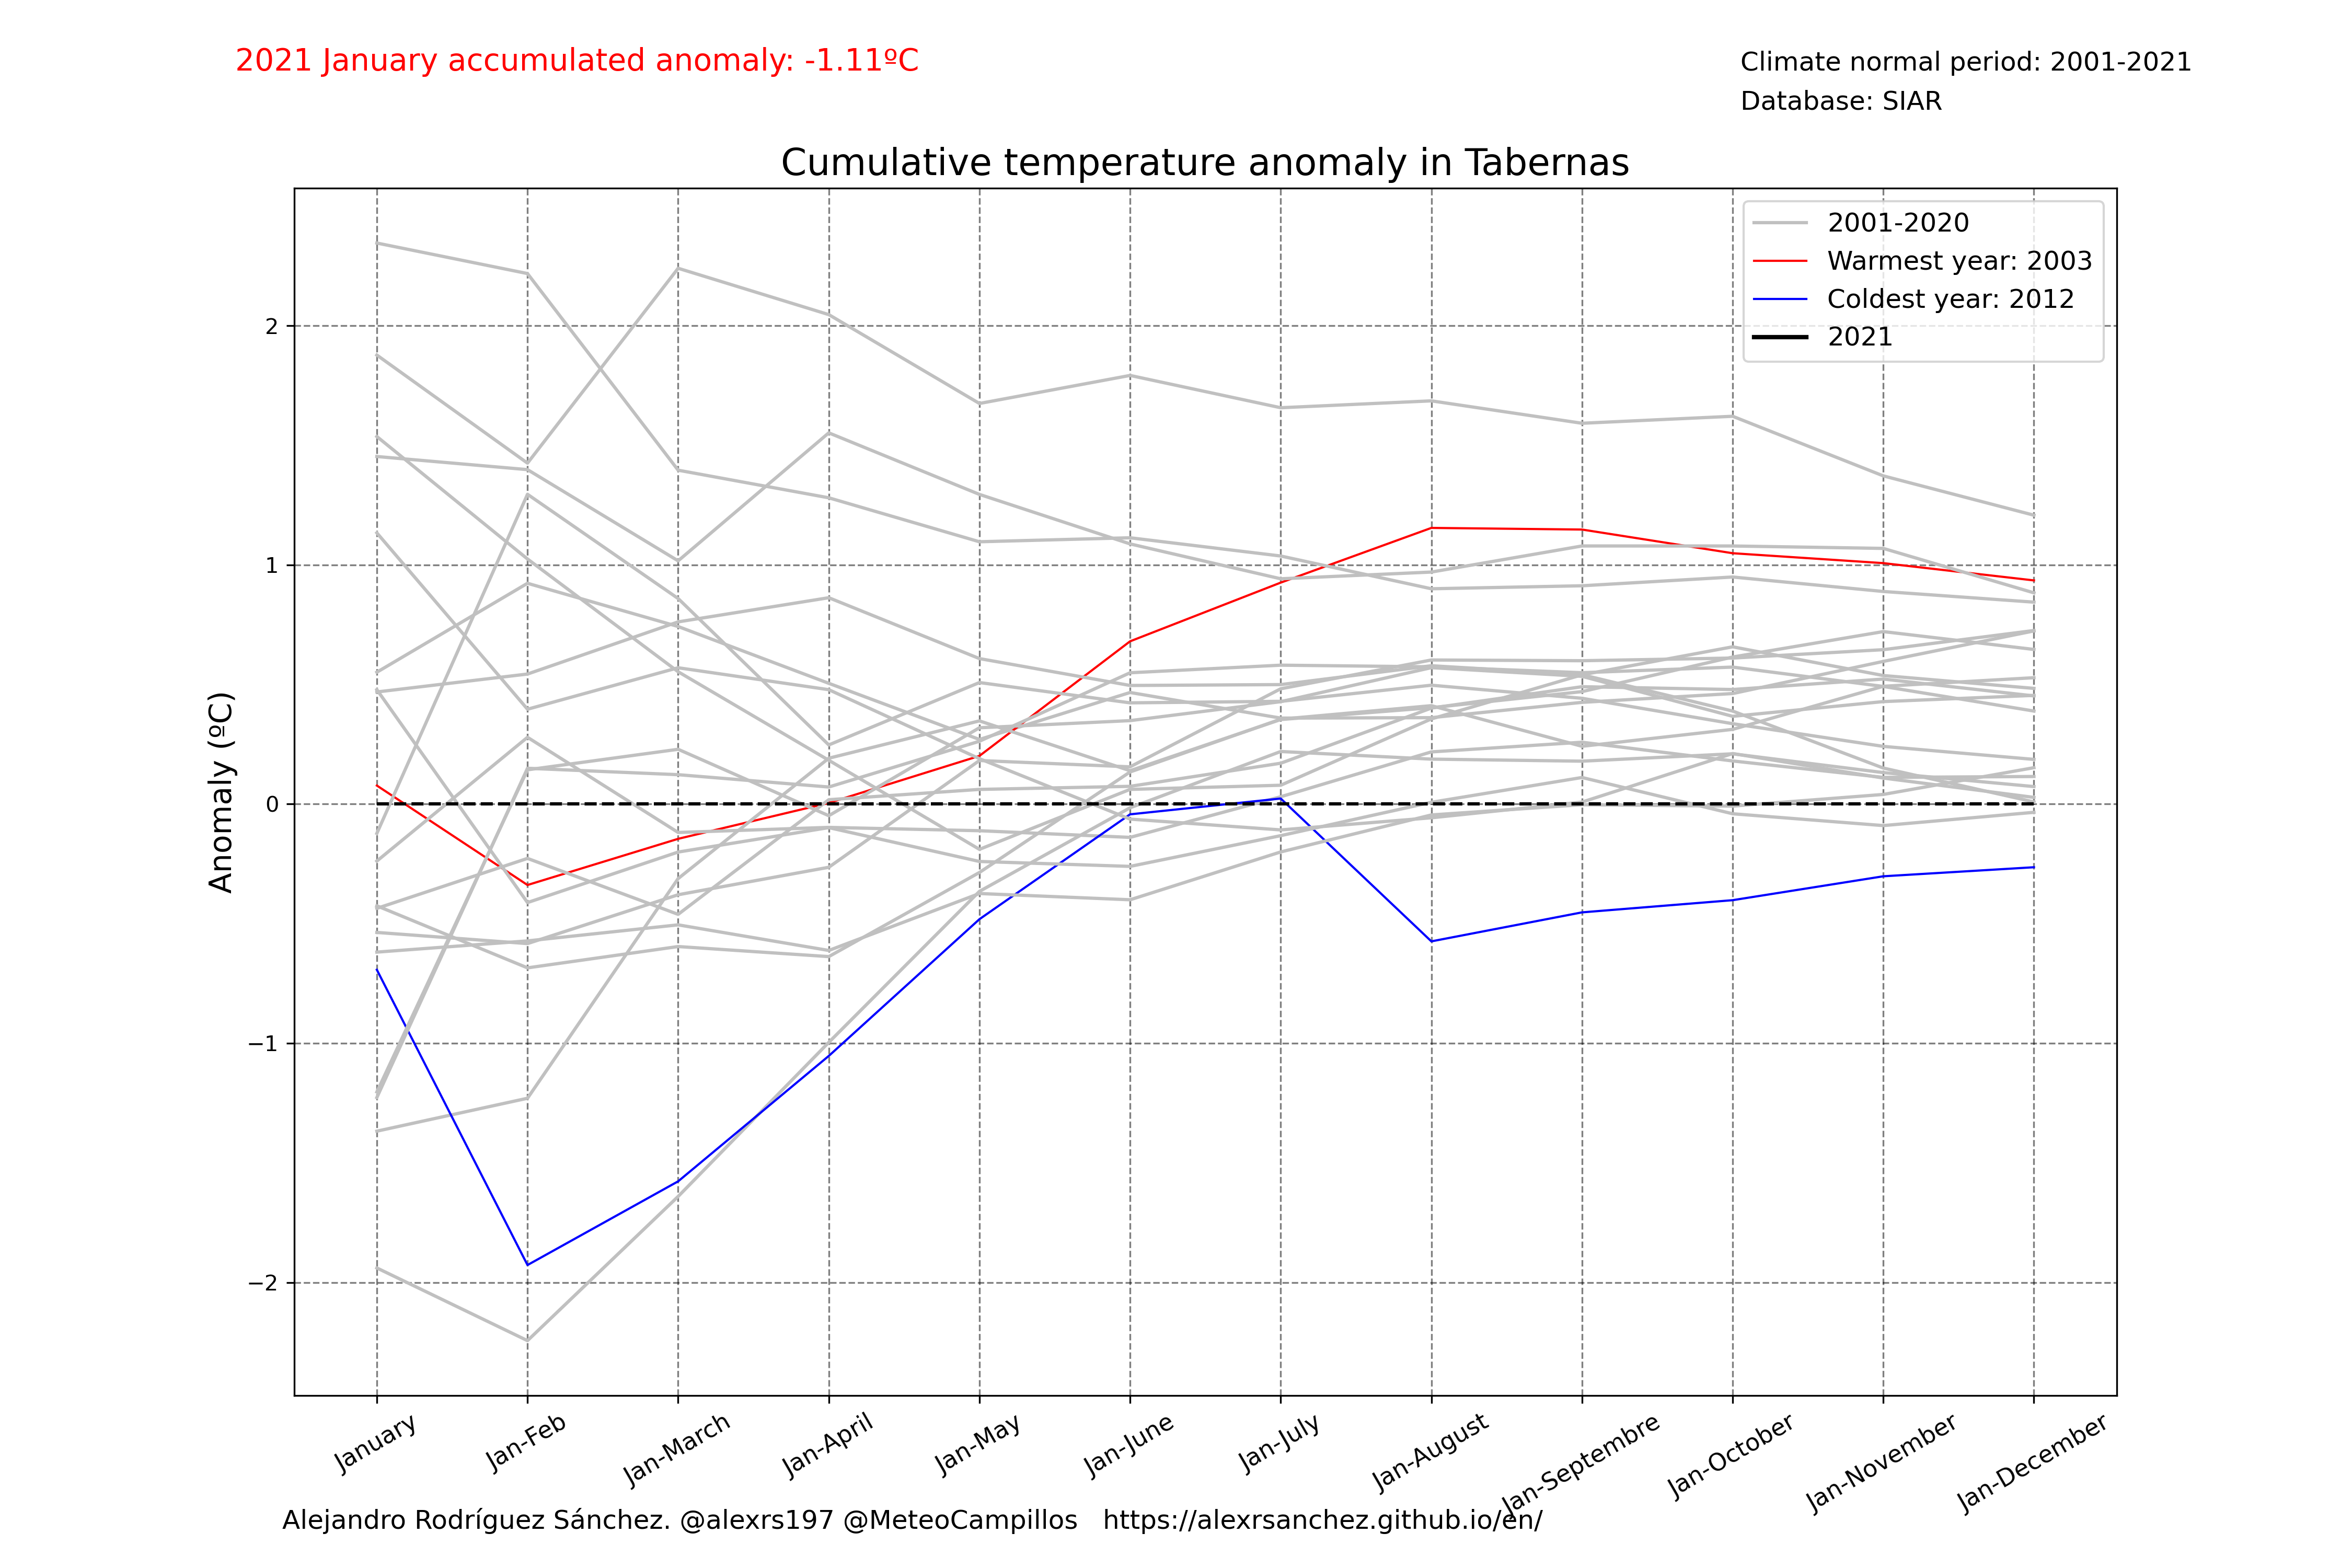 2021 January accumulated anomaly: -1.11ºC
Climate normal period: 2001-2021
Database: SIAR
Cumulative temperature anomaly in Tabernas
2001-2020
Warmest year: 2003
Coldest year: 2012
2021
2
1
0
−1
−2
Anomaly (ºC)
January
Jan-Feb
Jan-March
Jan-April
Jan-May
Jan-June
Jan-July
Jan-August
Jan-Septembre
Jan-October
Jan-November
Jan-December
Alejandro Rodríguez Sánchez. @alexrs197 @MeteoCampillos   https://alexrsanchez.github.io/en/